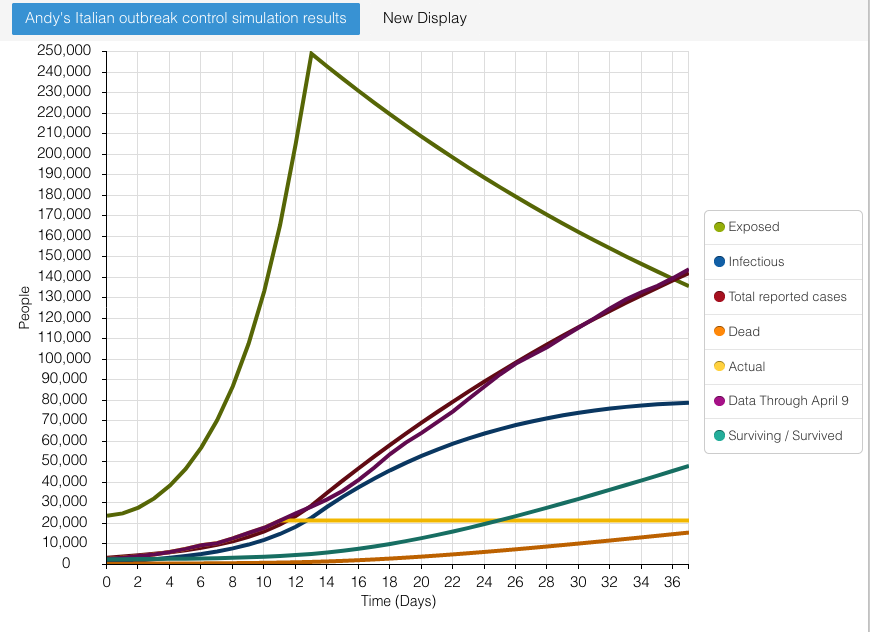 Andy's Italian outbreak control simulation results
New Display
250,000
240,000
230,000
220,000
210,000
200,000
190,000
180,000
170,000
160,000
150,000
140,000
130,000
120,000
110,000
100,000
90,000
80,000
70,000
60,000
50,000
40,000
30,000
20,000
10,000
0
People
0 2 4 6 8 10 12 14 16 18 20 22 24 26 28 30 32 34 36
Time (Days)
Exposed
Infectious
Total reported cases
Dead
Actual
Data Through April 9
Surviving / Survived